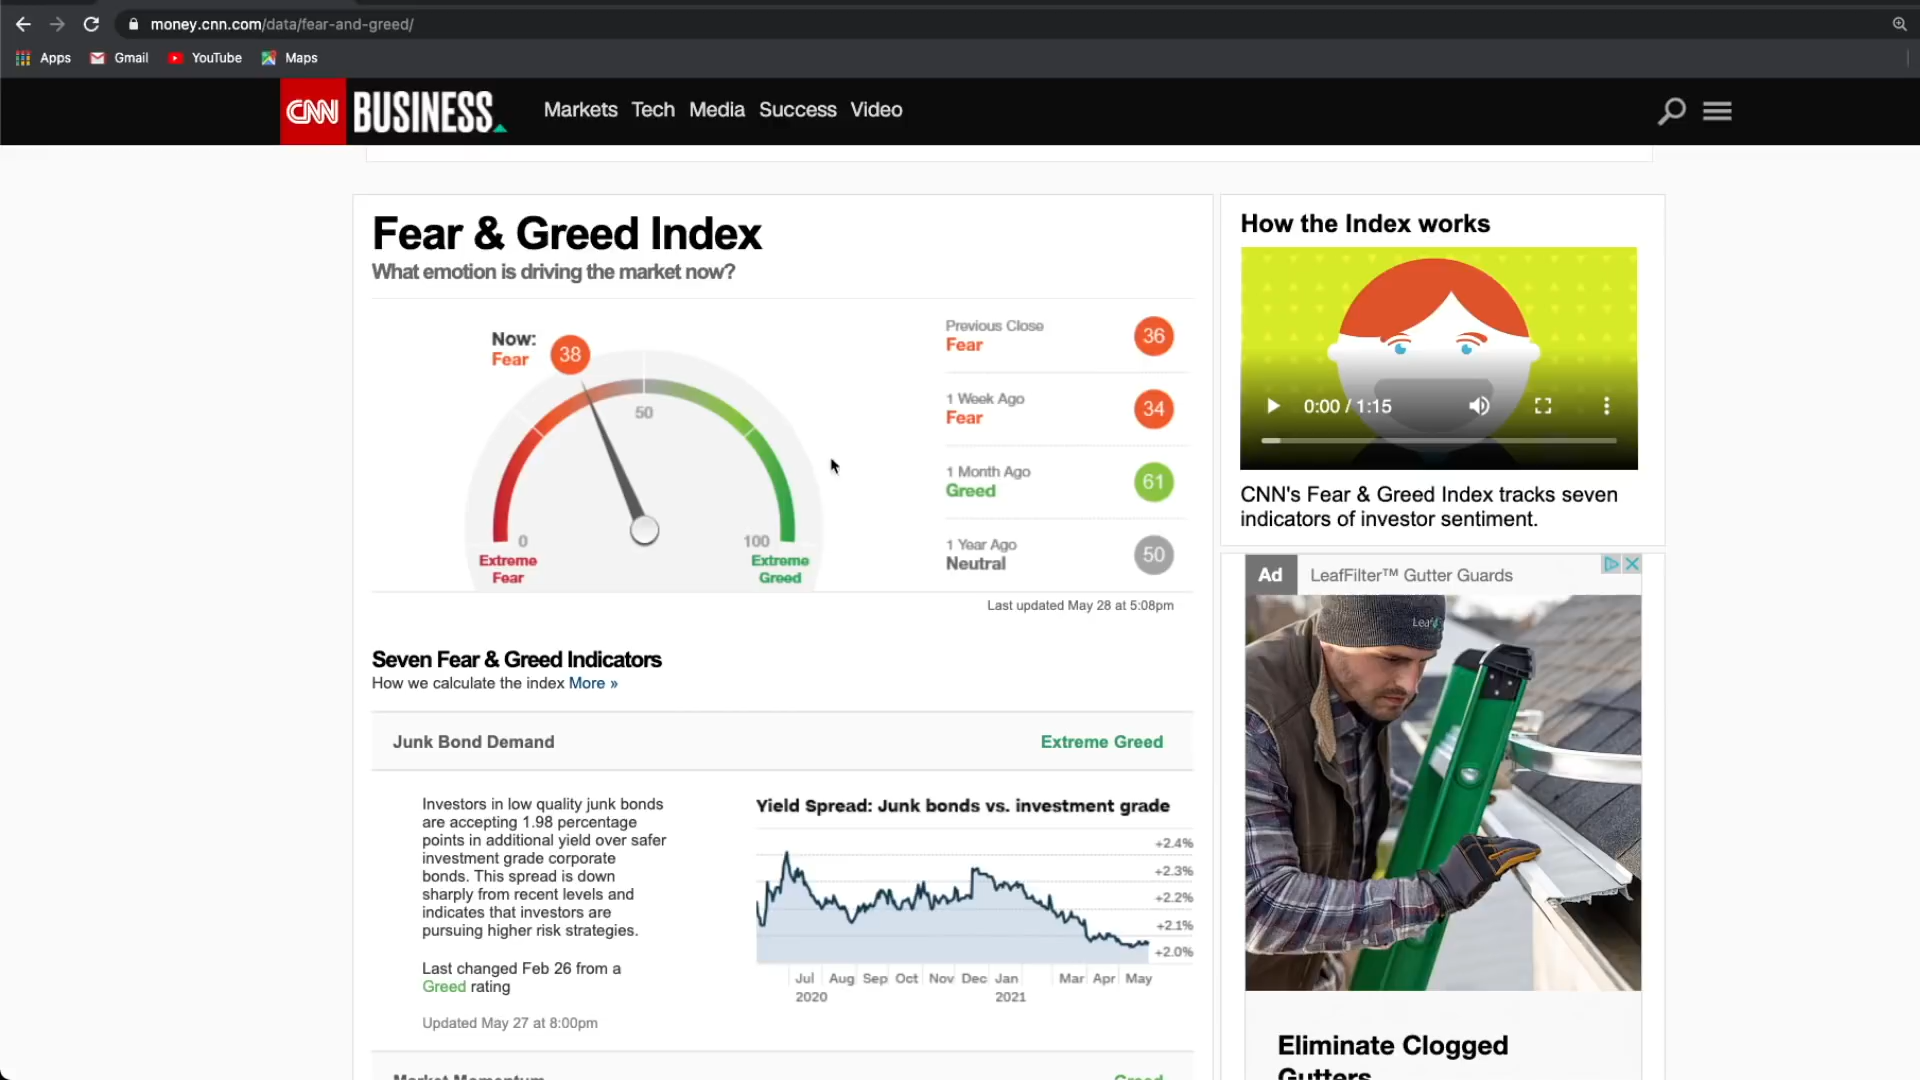 money.cnn.com/data/fear-and-greed/
Apps Gmail YouTube Maps
CNN BUSINESS Markets Tech Media Success Video
Fear & Greed Index
What emotion is driving the market now?
Now:
Fear
38
50
0
Extreme
Fear
100
Extreme
Greed
Previous Close
Fear
36
1 Week Ago
Fear
34
1 Month Ago
Greed
61
1 Year Ago
Neutral
50
Last updated May 28 at 5:08pm
Seven Fear & Greed Indicators
How we calculate the index More »
Junk Bond Demand Extreme Greed
Investors in low quality junk bonds
are accepting 1.98 percentage
points in additional yield over safer
investment grade corporate
bonds. This spread is down
sharply from recent levels and
indicates that investors are
pursuing higher risk strategies.
Last changed Feb 26 from a
Greed rating
Updated May 27 at 8:00pm
Yield Spread: Junk bonds vs. investment grade
+2.4%
+2.3%
+2.2%
+2.1%
+2.0%
Jul Aug Sep Oct Nov Dec Jan Mar Apr May
2020 2021
Market Momentum Greed
How the Index works
0:00 / 1:15
CNN's Fear & Greed Index tracks seven
indicators of investor sentiment.
Ad LeafFilter™ Gutter Guards
Eliminate Clogged
Gutters